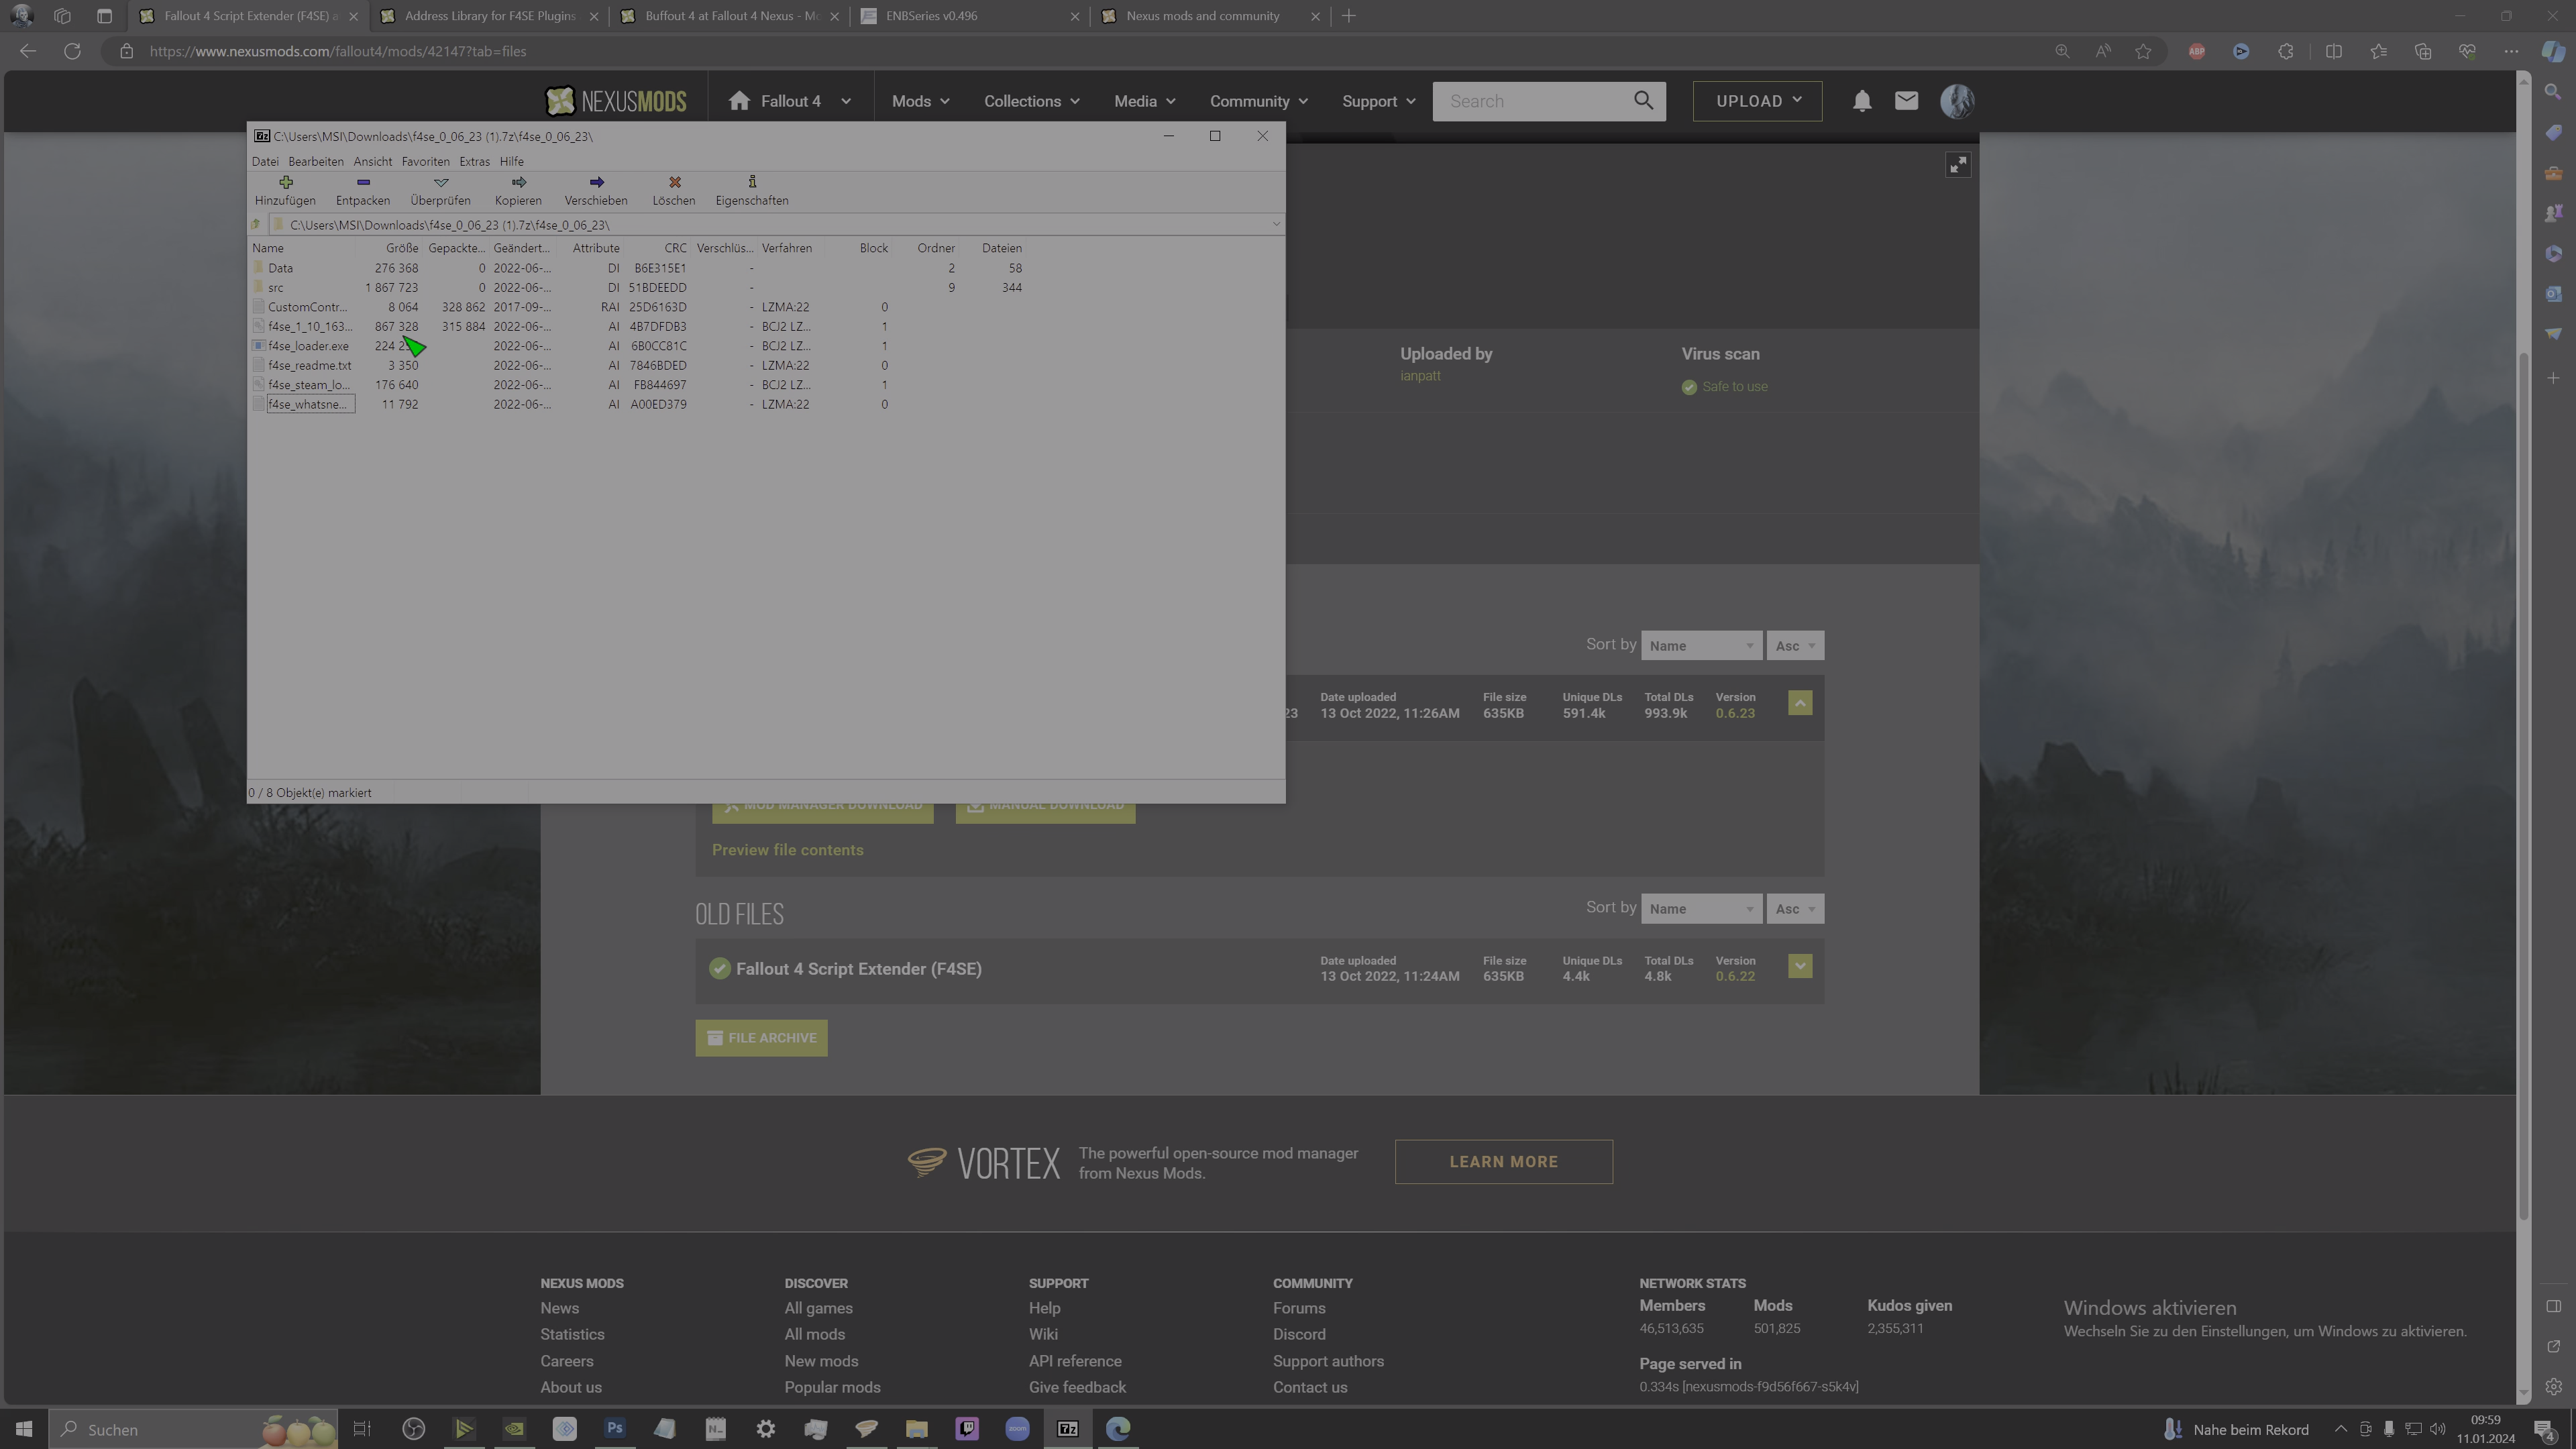 Fallout 4 Script Extender (F4SE) a
Address Library for F4SE Plugins
Buffout 4 at Fallout 4 Nexus - Mo
ENBSeries v0.496
Nexus mods and community
https://www.nexusmods.com/fallout4/mods/42147?tab=files
ABP
NEXUSMODS
Fallout 4
Mods
Collections
Media
Community
Support
Search
UPLOAD
7z
C:\Users\MSI\Downloads\f4se_0_06_23 (1).7z\f4se_0_06_23\
Datei Bearbeiten Ansicht Favoriten Extras Hilfe
Hinzufügen Entpacken Überprüfen Kopieren Verschieben Löschen Eigenschaften
C:\Users\MSI\Downloads\f4se_0_06_23 (1).7z\f4se_0_06_23\
Name Größe Gepackte... Geändert... Attribute CRC Verschlüs... Verfahren Block Ordner Dateien
Data 276 368 0 2022-06-... DI B6E315E1 - 2 58
src 1 867 723 0 2022-06-... DI 51BDEEDD - 9 344
CustomContr... 8 064 328 862 2017-09-... RAI 25D6163D - LZMA:22 0
f4se_1_10_163... 867 328 315 884 2022-06-... AI 4B7DFDB3 - BCJ2 LZ... 1
f4se_loader.exe 224 2 2022-06-... AI 6B0CC81C - BCJ2 LZ... 1
f4se_readme.txt 3 350 2022-06-... AI 7846BDED - LZMA:22 0
f4se_steam_lo... 176 640 2022-06-... AI FB844697 - BCJ2 LZ... 1
f4se_whatsne... 11 792 2022-06-... AI A00ED379 - LZMA:22 0
0 / 8 Objekt(e) markiert
Uploaded by
ianpatt
Virus scan
Safe to use
Sort by Name Asc
Date uploaded File size Unique DLs Total DLs Version
23 13 Oct 2022, 11:26AM 635KB 591.4k 993.9k 0.6.23
MOD MANAGER DOWNLOAD
MANUAL DOWNLOAD
Preview file contents
OLD FILES
Sort by Name Asc
Fallout 4 Script Extender (F4SE)
Date uploaded File size Unique DLs Total DLs Version
13 Oct 2022, 11:24AM 635KB 4.4k 4.8k 0.6.22
FILE ARCHIVE
VORTEX
The powerful open-source mod manager
from Nexus Mods.
LEARN MORE
NEXUS MODS
News
Statistics
Careers
About us
DISCOVER
All games
All mods
New mods
Popular mods
SUPPORT
Help
Wiki
API reference
Give feedback
COMMUNITY
Forums
Discord
Support authors
Contact us
NETWORK STATS
Members Mods Kudos given
46,513,635 501,825 2,355,311
Page served in
0.334s [nexusmods-f9d56f667-s5k4v]
Windows aktivieren
Wechseln Sie zu den Einstellungen, um Windows zu aktivieren.
Suchen
Ps
zoom
7z
Nahe beim Rekord
09:59
11.01.2024
4